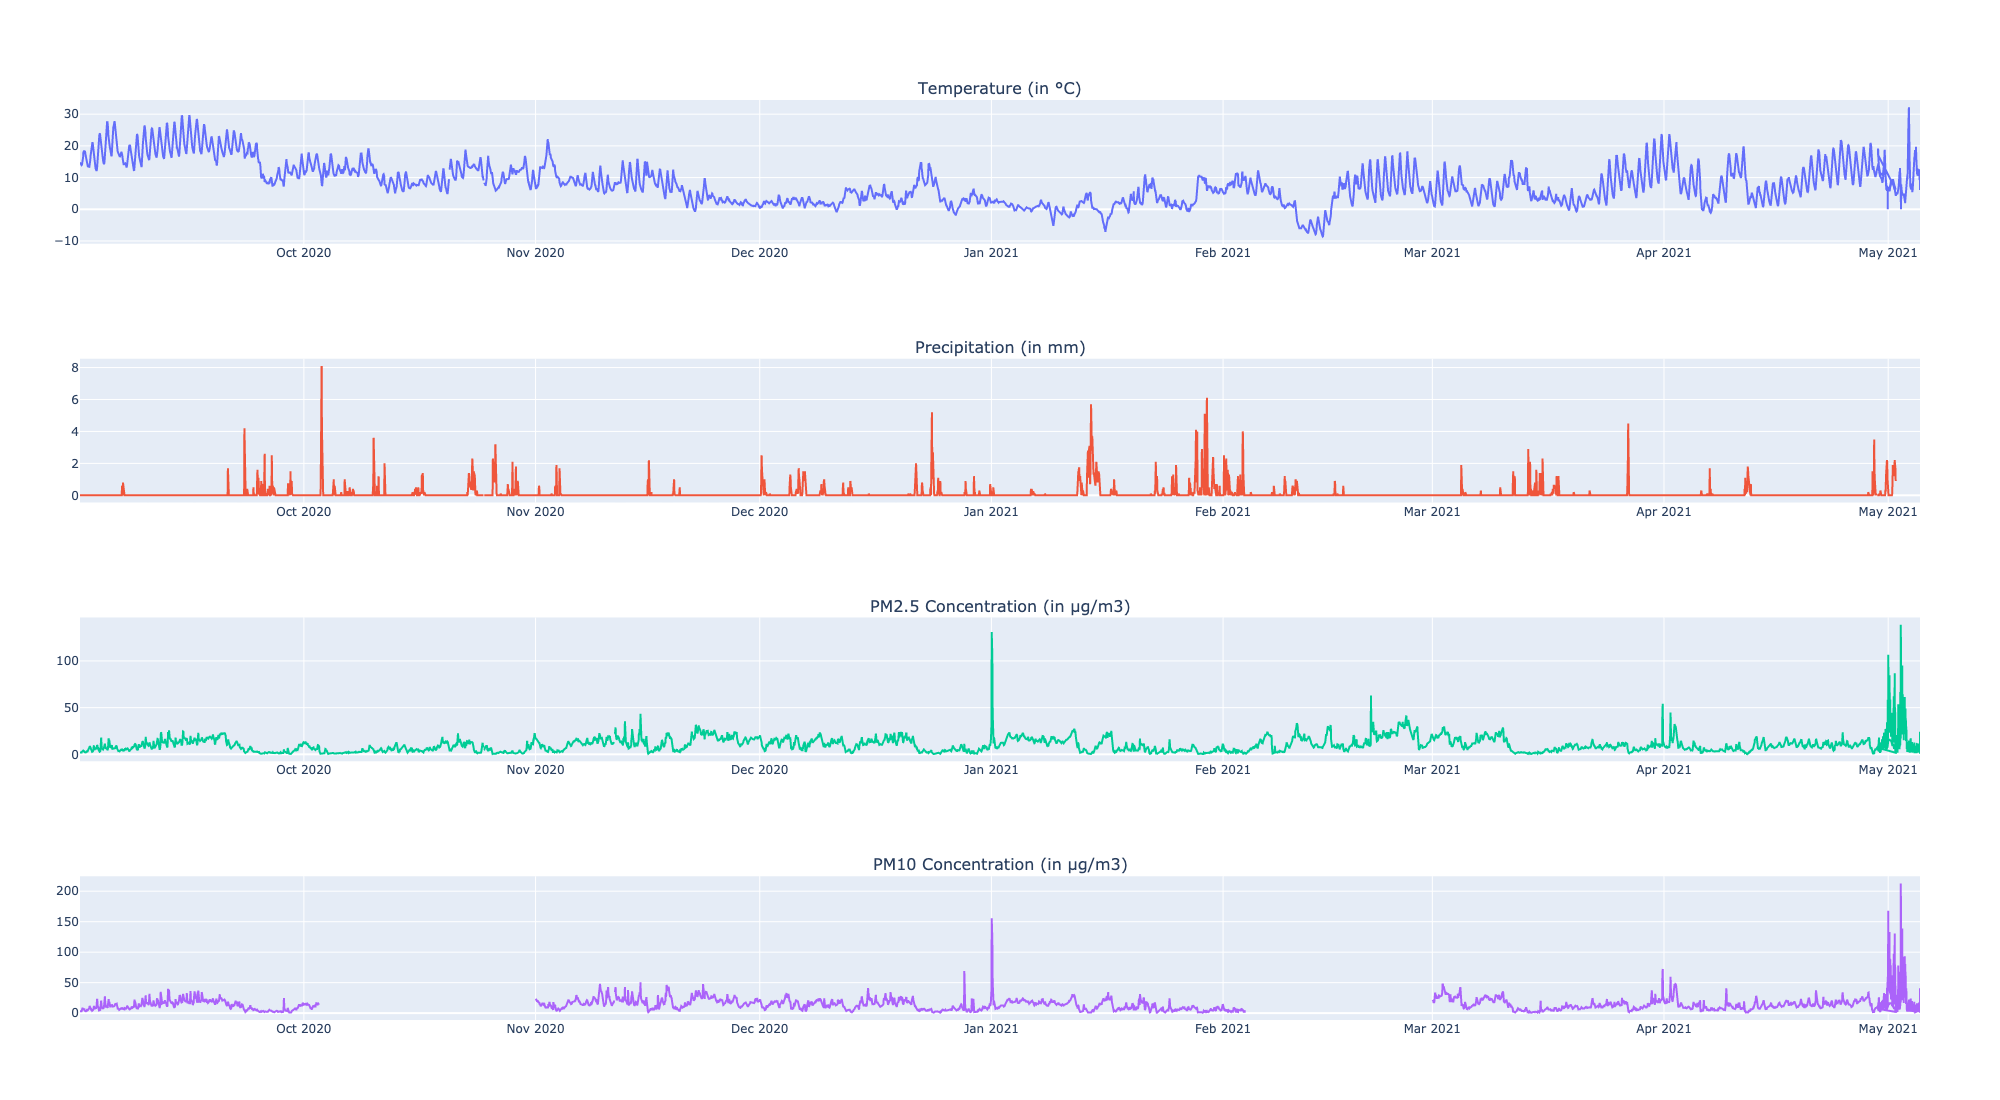 Temperature (in °C)
30
20
10
0
−10
Oct 2020 Nov 2020 Dec 2020 Jan 2021 Feb 2021 Mar 2021 Apr 2021 May 2021
Precipitation (in mm)
8
6
4
2
0
Oct 2020 Nov 2020 Dec 2020 Jan 2021 Feb 2021 Mar 2021 Apr 2021 May 2021
PM2.5 Concentration (in µg/m3)
100
50
0
Oct 2020 Nov 2020 Dec 2020 Jan 2021 Feb 2021 Mar 2021 Apr 2021 May 2021
PM10 Concentration (in µg/m3)
200
150
100
50
0
Oct 2020 Nov 2020 Dec 2020 Jan 2021 Feb 2021 Mar 2021 Apr 2021 May 2021